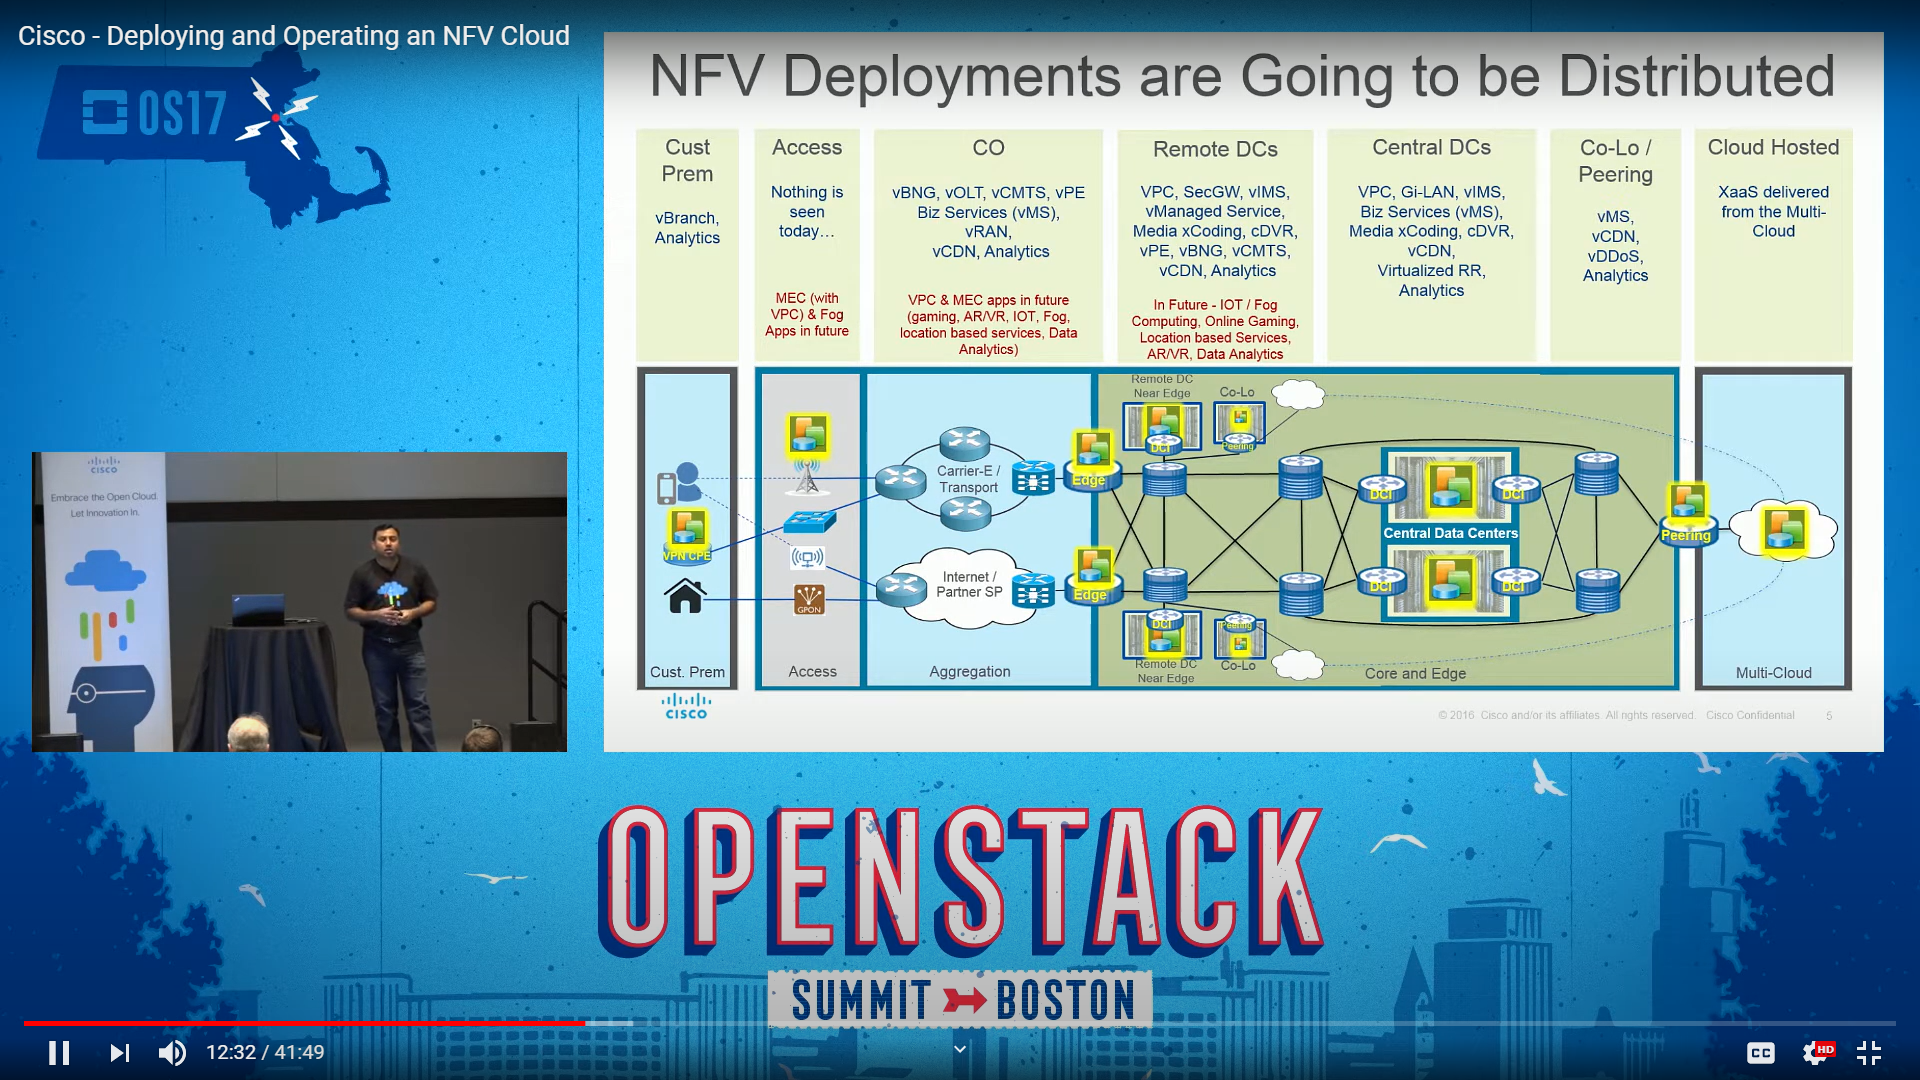 Cisco - Deploying and Operating an NFV Cloud
OS17
NFV Deployments are Going to be Distributed
Cust
Prem
vBranch,
Analytics
Access
Nothing is
seen
today…
MEC (with
VPC) & Fog
Apps in future
CO
vBNG, vOLT, vCMTS, vPE
Biz Services (vMS),
vRAN,
vCDN, Analytics
VPC & MEC apps in future
(gaming, AR/VR, IOT, Fog,
location based services, Data
Analytics)
Remote DCs
VPC, SecGW, vIMS,
vManaged Service,
Media xCoding, cDVR,
vPE, vBNG, vCMTS,
vCDN, Analytics
In Future - IOT / Fog
Computing, Online Gaming,
Location based Services,
AR/VR, Data Analytics
Central DCs
VPC, Gi-LAN, vIMS,
Biz Services (vMS),
Media xCoding, cDVR,
vCDN,
Virtualized RR,
Analytics
Co-Lo /
Peering
vMS,
vCDN,
vDDoS,
Analytics
Cloud Hosted
XaaS delivered
from the Multi-
Cloud
VPN CPE
Cust. Prem
GPON
Access
Carrier-E /
Transport
Internet /
Partner SP
Aggregation
Edge
Edge
Remote DC
Near Edge
DCI
Co-Lo
Peering
DCI
DCI
Central Data Centers
DCI
DCI
DCI
Peering
Remote DC
Near Edge
Co-Lo
Core and Edge
Peering
Multi-Cloud
CISCO
© 2016 Cisco and/or its affiliates. All rights reserved. Cisco Confidential
5
CISCO
Embrace the Open Cloud.
Let Innovation In.
OPENSTACK
SUMMIT BOSTON
12:32 / 41:49
CC
HD